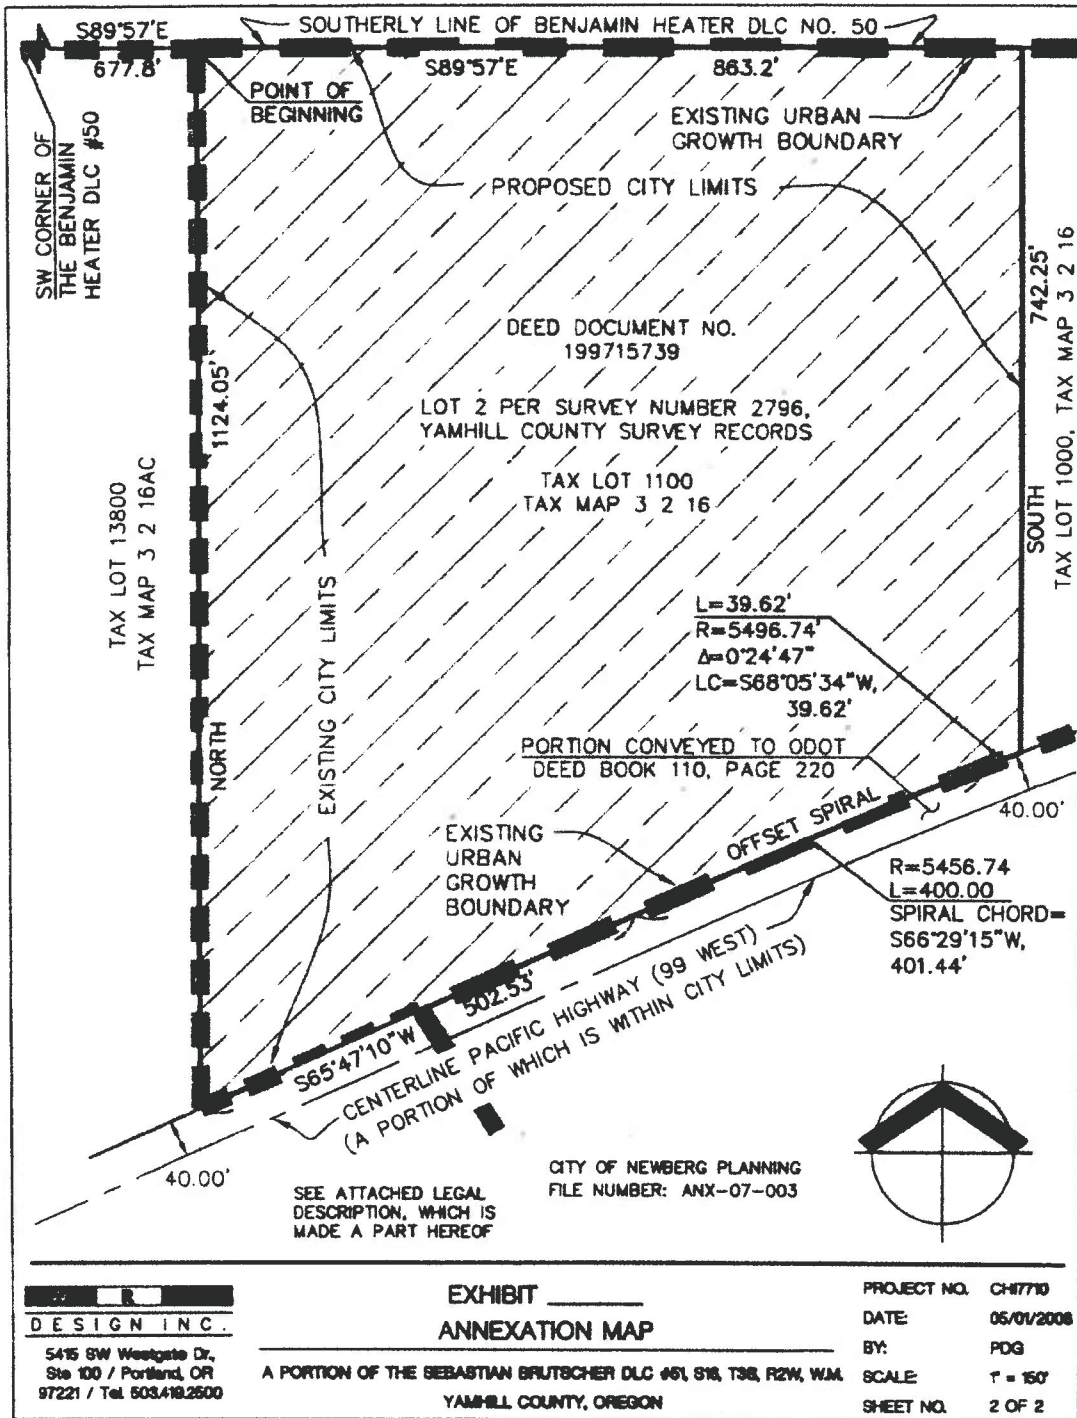 SOUTHERLY LINE OF BENJAMIN HEATER DLC NO. 50
S89°57'E
677.8'
S89°57'E
863.2'
POINT OF
BEGINNING
EXISTING URBAN
GROWTH BOUNDARY
SW CORNER OF
THE BENJAMIN
HEATER DLC #50
PROPOSED CITY LIMITS
742.25'
SOUTH
TAX LOT 1000, TAX MAP 3 2 16
DEED DOCUMENT NO.
199715739
LOT 2 PER SURVEY NUMBER 2796,
YAMHILL COUNTY SURVEY RECORDS
TAX LOT 1100
TAX MAP 3 2 16
1124.05'
NORTH
TAX LOT 13800
TAX MAP 3 2 16AC
EXISTING CITY LIMITS
L=39.62'
R=5496.74'
Δ=0°24'47"
LC=S68°05'34"W,
39.62'
PORTION CONVEYED TO ODOT
DEED BOOK 110, PAGE 220
40.00'
OFFSET SPIRAL
EXISTING
URBAN
GROWTH
BOUNDARY
R=5456.74
L=400.00
SPIRAL CHORD=
S66°29'15"W,
401.44'
502.53'
S65°47'10"W
CENTERLINE PACIFIC HIGHWAY (99 WEST)
(A PORTION OF WHICH IS WITHIN CITY LIMITS)
40.00'
CITY OF NEWBERG PLANNING
FILE NUMBER: ANX-07-003
SEE ATTACHED LEGAL
DESCRIPTION, WHICH IS
MADE A PART HEREOF
R
DESIGN INC.
5415 SW Westgate Dr,
Ste 100 / Portland, OR
97221 / Tel. 503.419.2500
EXHIBIT ______
ANNEXATION MAP
A PORTION OF THE SEBASTIAN BRUTSCHER DLC #51, S16, T3S, R2W, W.M.
YAMHILL COUNTY, OREGON
PROJECT NO. CHI7710
DATE: 05/01/2008
BY: PDG
SCALE: 1" = 150'
SHEET NO. 2 OF 2